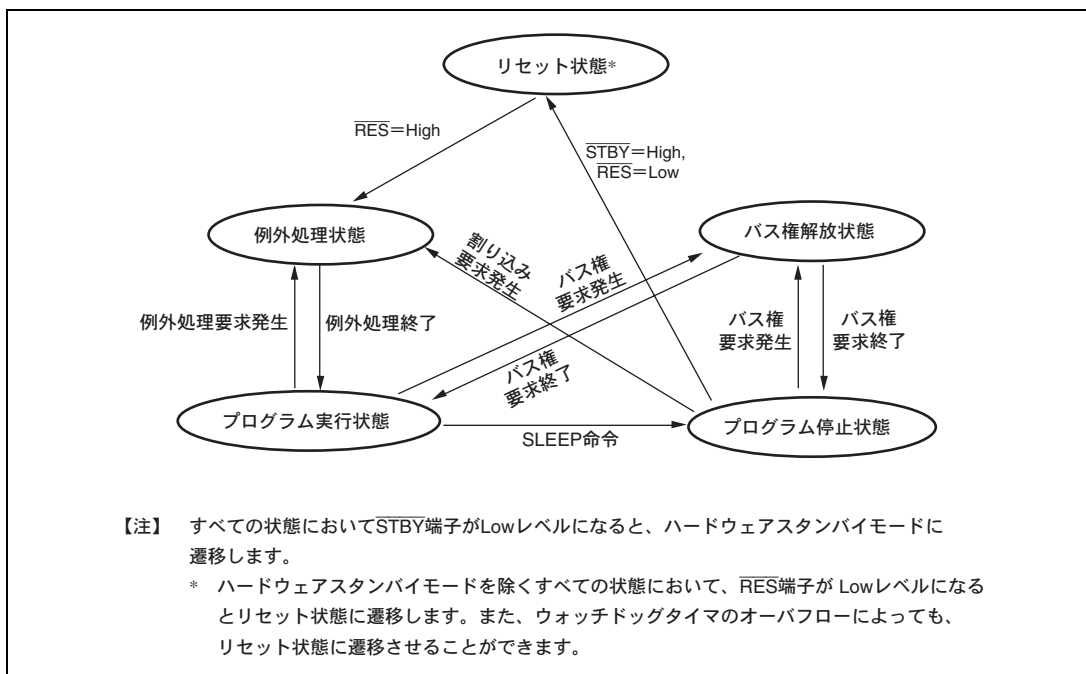 リセット状態*
RES=High
STBY=High,
RES=Low
例外処理状態
バス権解放状態
割り込み
要求発生
バス権
要求発生
例外処理要求発生
例外処理終了
バス権
要求終了
バス権
要求発生
バス権
要求終了
プログラム実行状態
SLEEP命令
プログラム停止状態
【注】 すべての状態においてSTBY端子がLowレベルになると、ハードウェアスタンバイモードに
遷移します。
* ハードウェアスタンバイモードを除くすべての状態において、RES端子が Lowレベルになる
とリセット状態に遷移します。また、ウォッチドッグタイマのオーバフローによっても、
リセット状態に遷移させることができます。